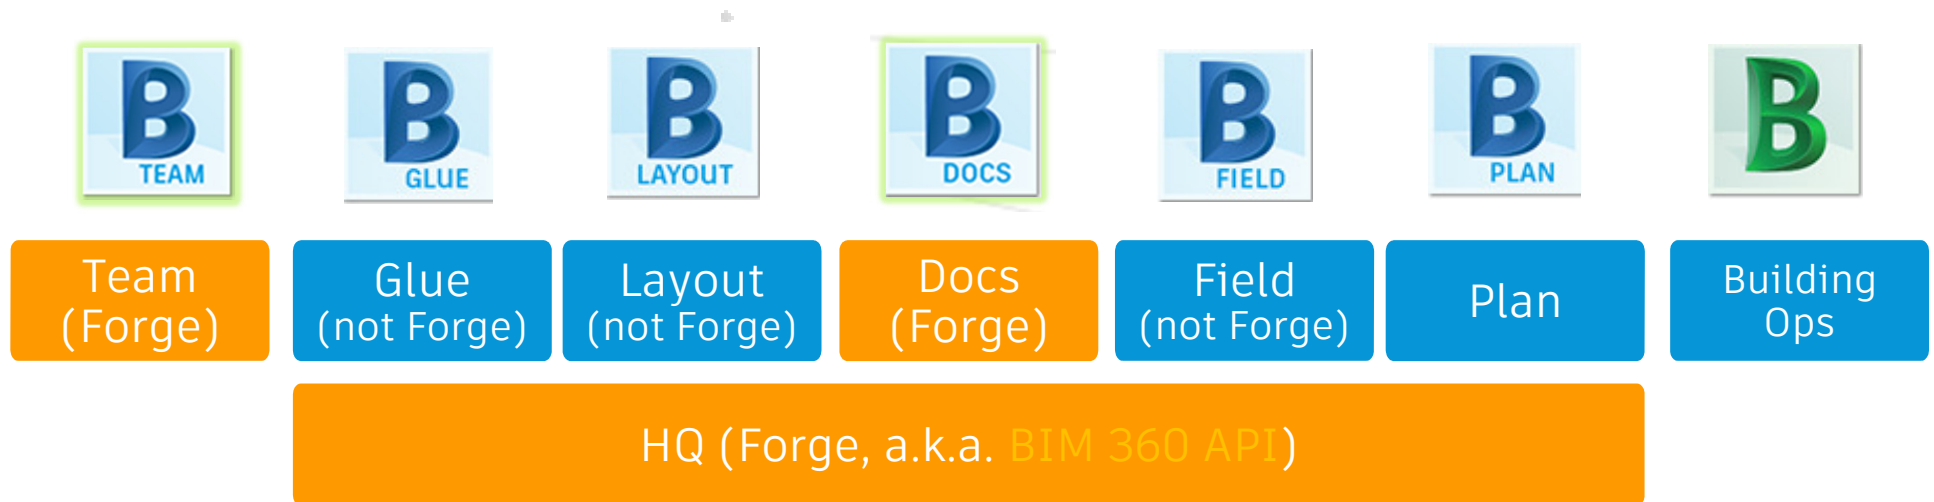 B
TEAM
B
GLUE
B
LAYOUT
B
DOCS
B
FIELD
B
PLAN
B
Team
(Forge)
Glue
(not Forge)
Layout
(not Forge)
Docs
(Forge)
Field
(not Forge)
Plan
Building
Ops
HQ (Forge, a.k.a. BIM 360 API)